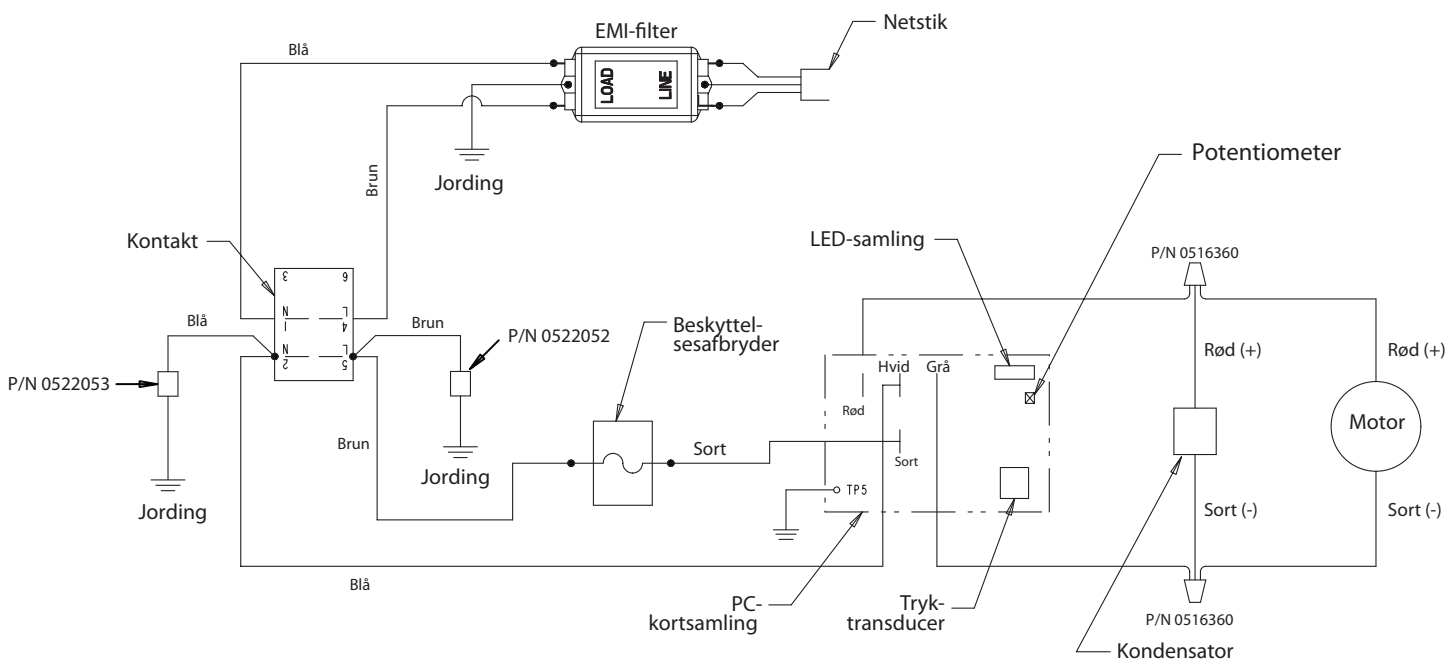 Netstik
EMI-filter
Blå
LOAD
LINE
Jording
Brun
Potentiometer
Kontakt
LED-samling
P/N 0516360
3
6
N
L
1
4
Blå
Brun
N
L
2
5
P/N 0522052
Beskyttel-
sesafbryder
P/N 0522053
Hvid
Grå
Rød (+)
Rød (+)
Rød
Motor
Brun
Sort
Sort
Jording
TP5
Jording
Sort (-)
Sort (-)
Blå
PC-
kortsamling
Tryk-
transducer
P/N 0516360
Kondensator